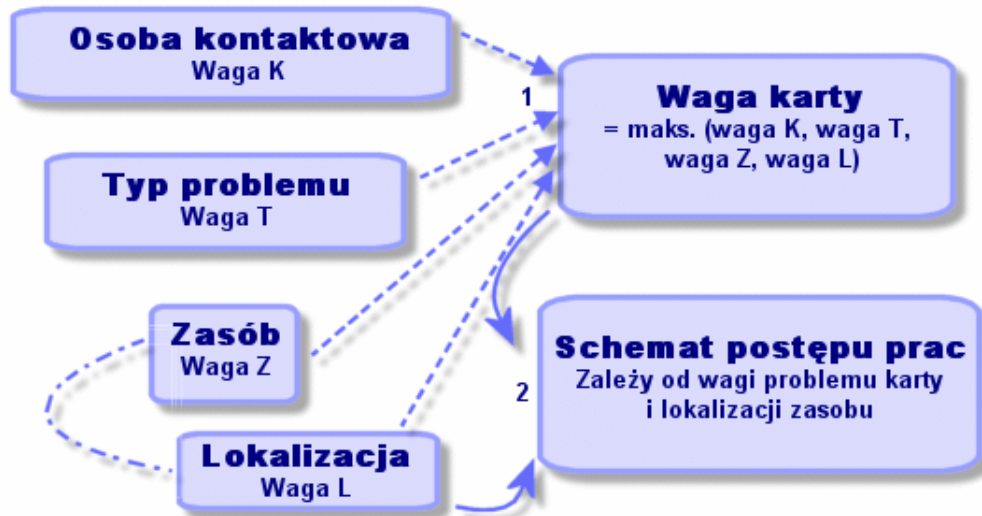 Osoba kontaktowa
Waga K
1
Waga karty
= maks. (waga K, waga T,
waga Z, waga L)
Typ problemu
Waga T
Zasób
Waga Z
Schemat postępu prac
Zależy od wagi problemu karty
i lokalizacji zasobu
2
Lokalizacja
Waga L